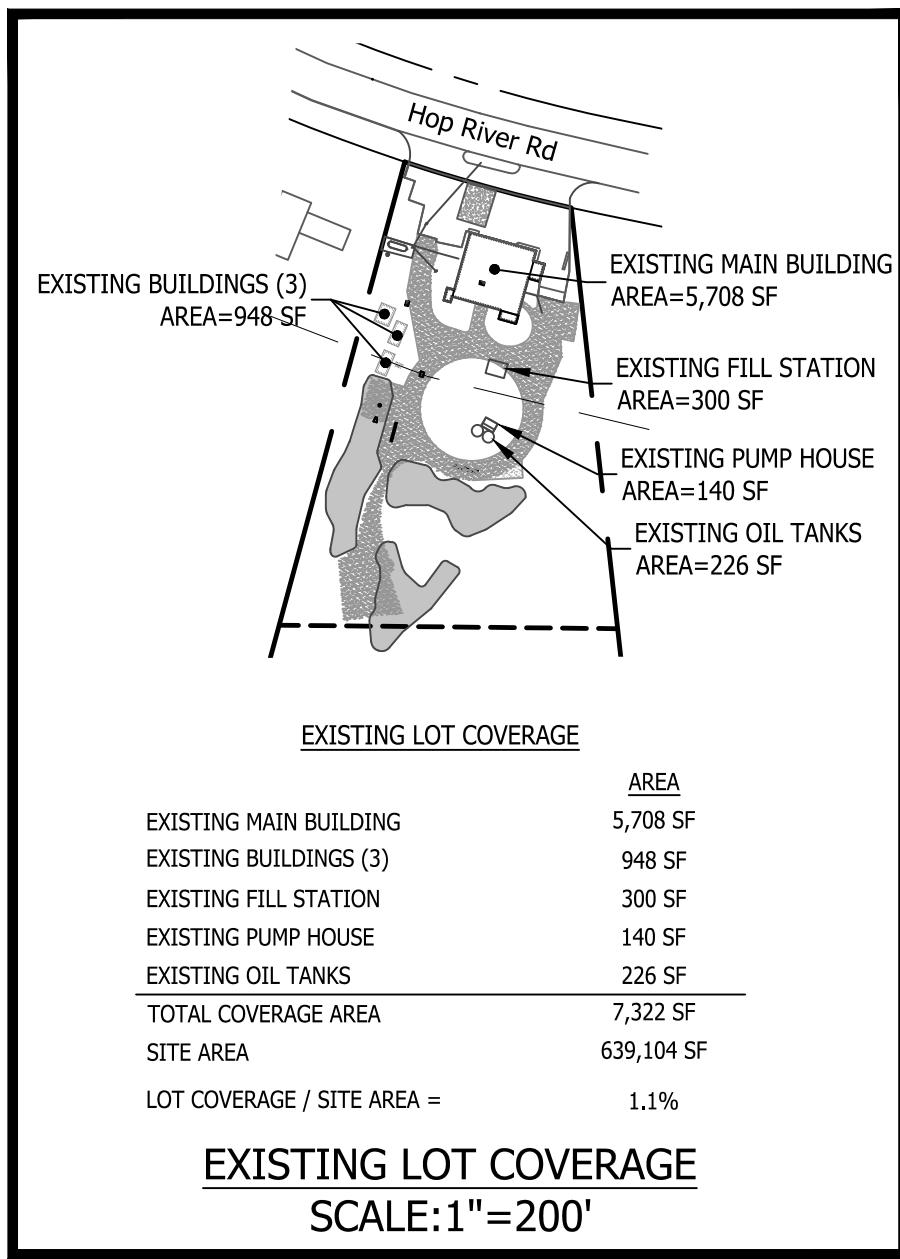 Hop River Rd
EXISTING BUILDINGS (3)
AREA=948 SF
EXISTING MAIN BUILDING
AREA=5,708 SF
EXISTING FILL STATION
AREA=300 SF
EXISTING PUMP HOUSE
AREA=140 SF
EXISTING OIL TANKS
AREA=226 SF
EXISTING LOT COVERAGE
AREA
EXISTING MAIN BUILDING 5,708 SF
EXISTING BUILDINGS (3) 948 SF
EXISTING FILL STATION 300 SF
EXISTING PUMP HOUSE 140 SF
EXISTING OIL TANKS 226 SF
TOTAL COVERAGE AREA 7,322 SF
SITE AREA 639,104 SF
LOT COVERAGE / SITE AREA = 1.1%
EXISTING LOT COVERAGE
SCALE:1"=200'